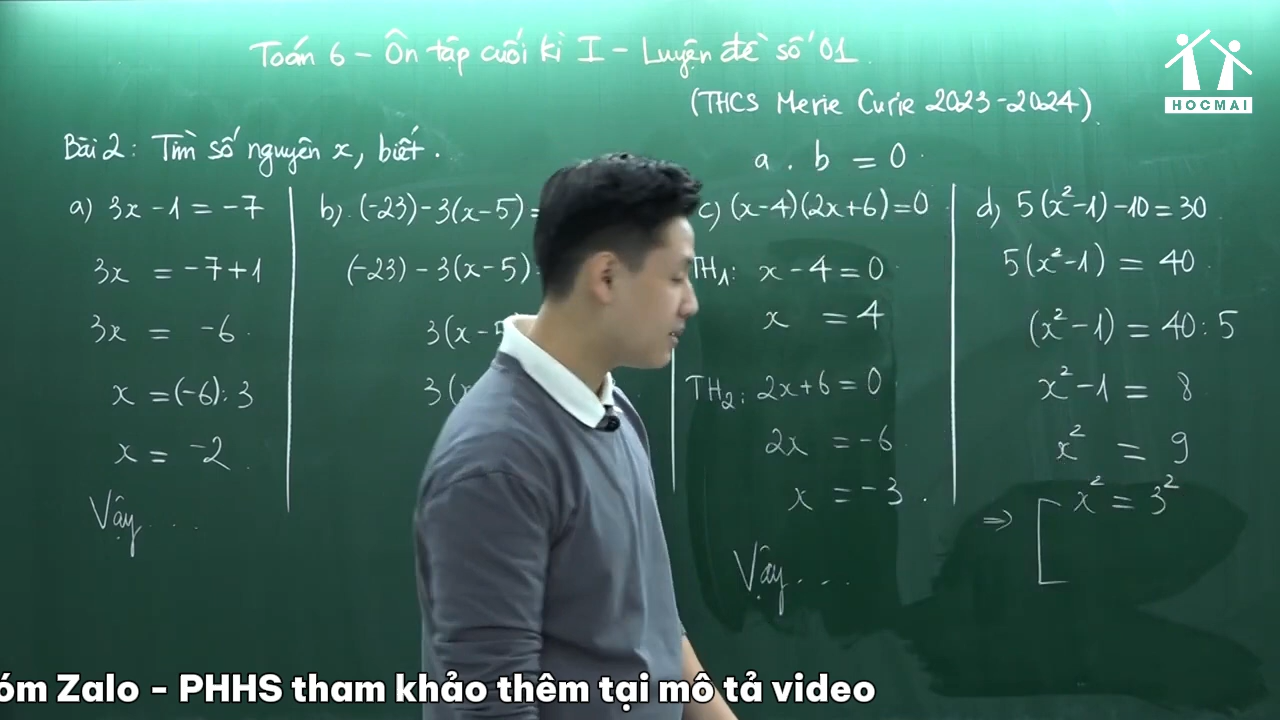 Toán 6 - Ôn tập cuối kì I - Luyện đề số 01
(THCS Merie Curie 2023-2024)
HOCMAI
Bài 2: Tìm số nguyên x, biết.
a) 3x - 1 = -7
3x = -7+1
3x = -6
x = (-6):3
x = -2
Vậy ...
b) (-23)-3(x-5)=
(-23)-3(x-5)
3(x-5
3(x
a . b = 0
c) (x-4)(2x+6)=0
TH₁: x - 4 = 0
x = 4
TH₂: 2x+6 = 0
2x = -6
x = -3.
Vậy ...
d) 5(x²-1)-10=30
5(x²-1) = 40
(x²-1) = 40:5
x²-1 = 8
x² = 9
⇒ [ x² = 3²
óm Zalo - PHHS tham khảo thêm tại mô tả video